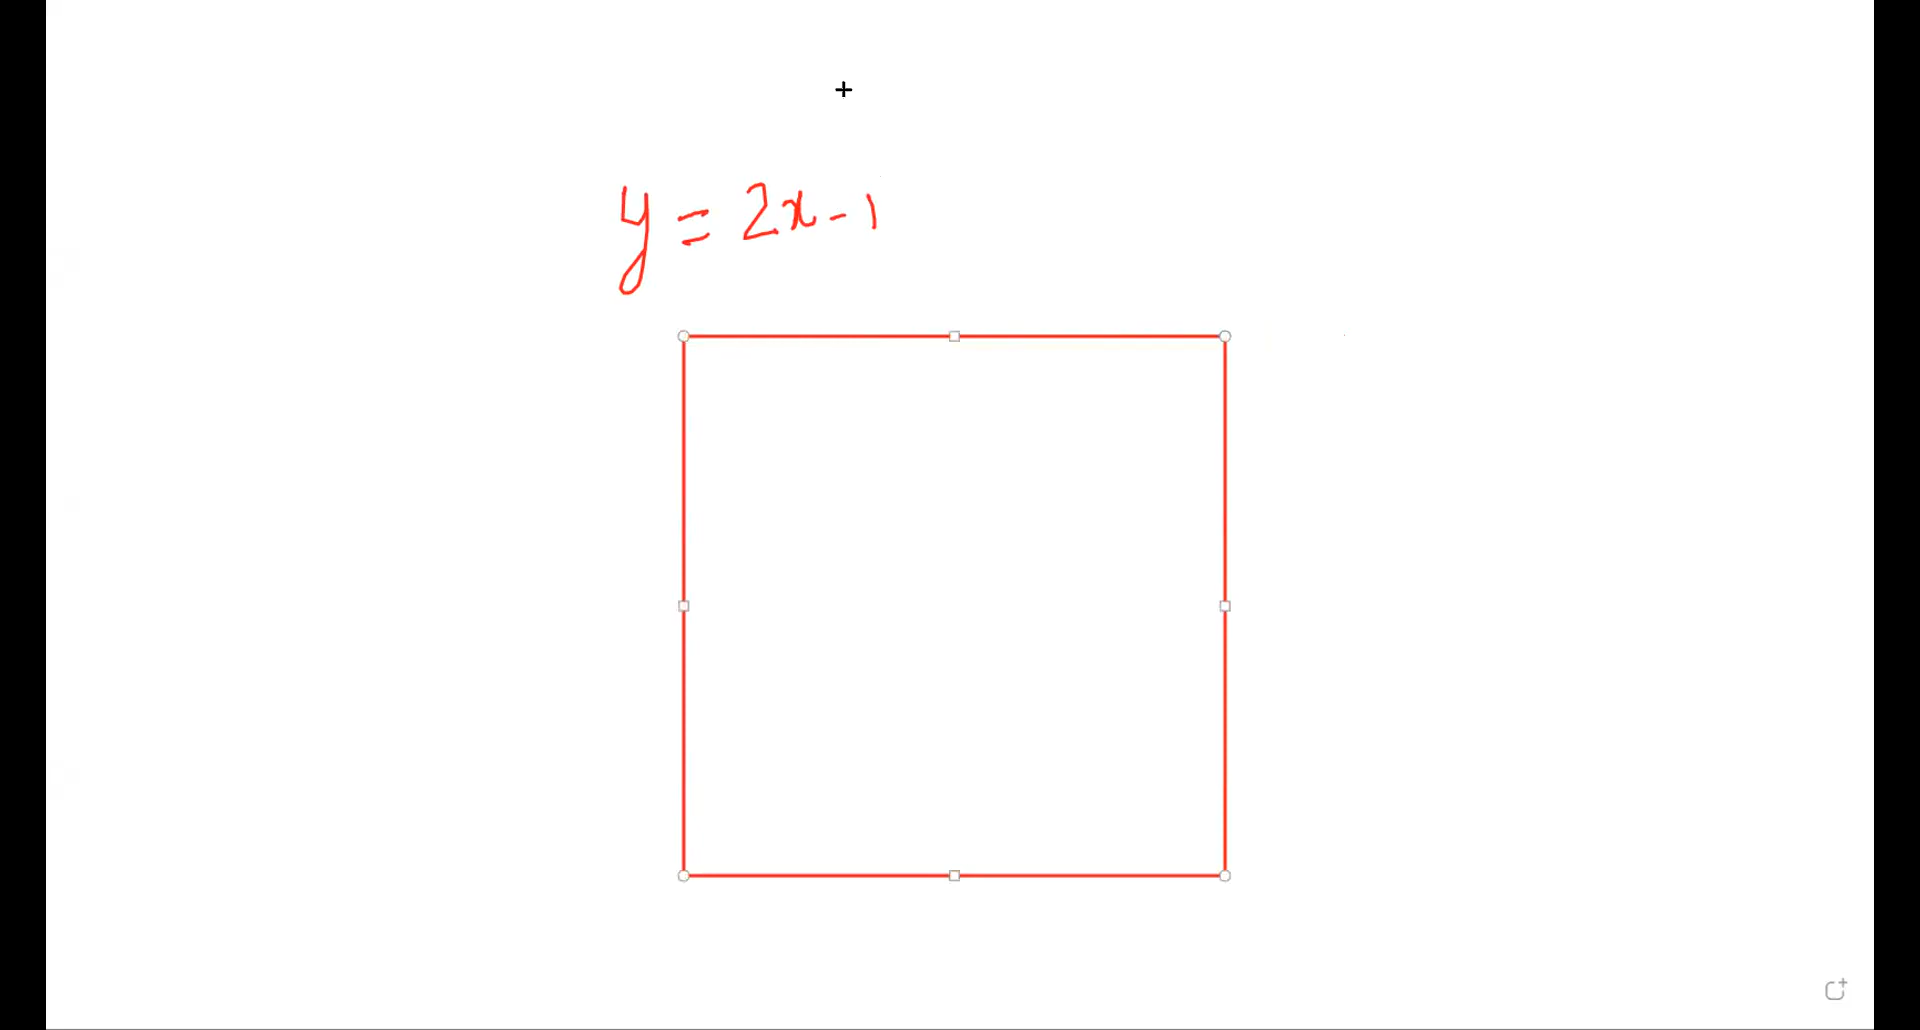 y = 2x - 1